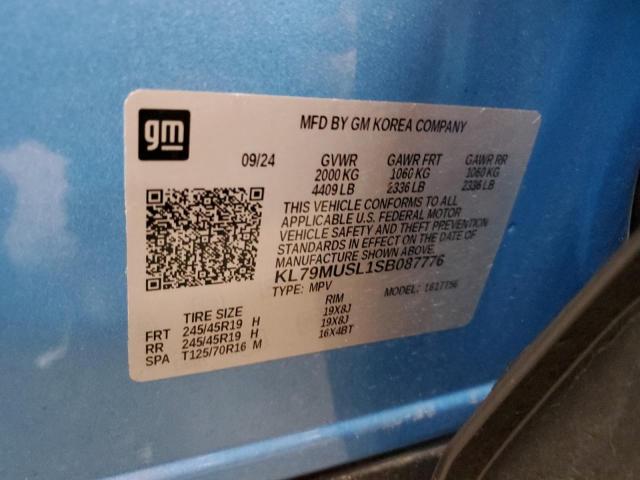 gm
MFD BY GM KOREA COMPANY
09/24 GVWR GAWR FRT GAWR RR
2000 KG 1060 KG 1060 KG
4409 LB 2336 LB 2336 LB
THIS VEHICLE CONFORMS TO ALL
APPLICABLE U.S. FEDERAL MOTOR
VEHICLE SAFETY AND THEFT PREVENTION
STANDARDS IN EFFECT ON THE DATE OF
MANUFACTURE SHOWN ABOVE.
KL79MUSL1SB087776
TYPE: MPV MODEL: 1617756
TIRE SIZE RIM
FRT 245/45R19 H 19X8J
RR 245/45R19 H 19X8J
SPA T125/70R16 M 16X4BT